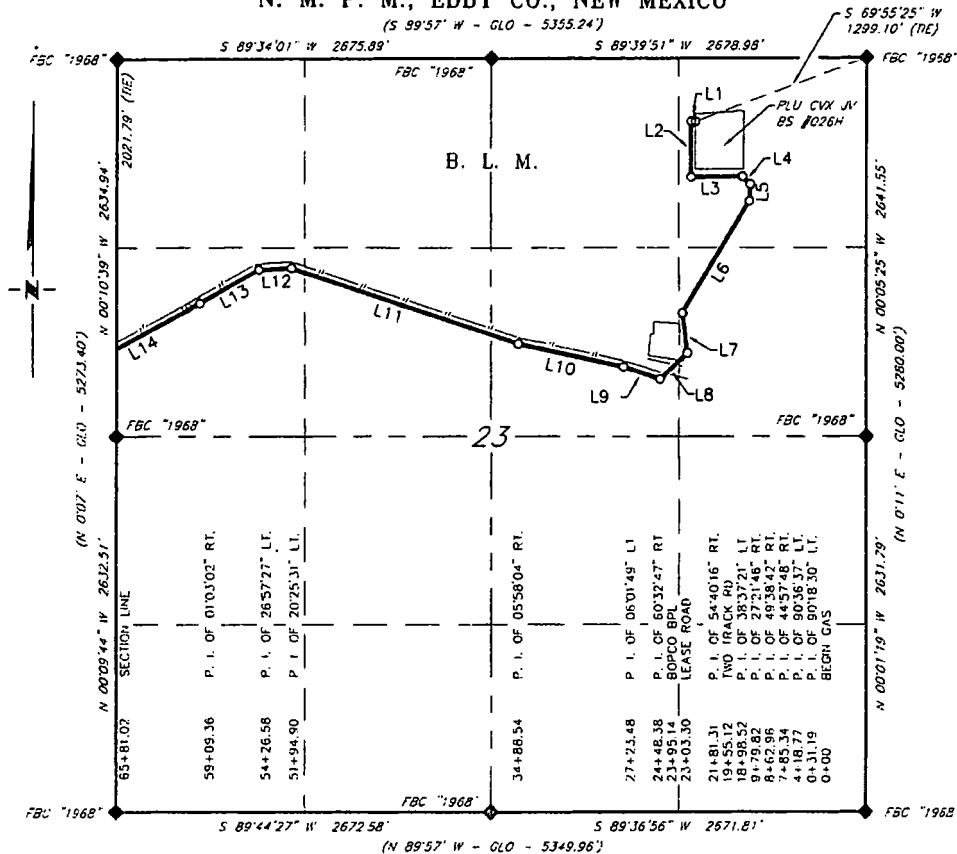 N. M. P. M., EDDY CO., NEW MEXICO
(S 89°57' W - GLO - 5355.24')
S 69°55'25" W
1299.10' (TIE)
S 89°34'01" W 2675.89'
S 89°39'51" W 2678.98'
FBC "1968"
FBC "1968"
FBC "1968"
2021.79' (TIE)
L1
PLU CVX JV
BS #026H
L2
B. L. M.
L4
L3
L5
N 00°10'39" W 2634.94'
N 00°05'25" W 2641.55'
L6
L12
L13
L11
N
L14
L7
L10
L9
L8
(N 0°07' E - GLO - 5273.40')
(N 0°11' E - GLO - 5280.00')
FBC "1968"
23
FBC "1968"
N 00°09'44" W 2632.51'
N 00°01'19" W 2631.79'
65+81.02 SECTION LINE
59+09.36 P. I. OF 01°03'02" RT.
54+26.58 P. I. OF 26°57'27" LT.
51+94.90 P. I. OF 20°25'31" LT.
34+88.54 P. I. OF 05°58'04" RT.
27+23.48 P. I. OF 06°01'49" LT
24+48.38 P. I. OF 60°32'47" RT
23+95.14 BOPCO BPL
23+03.30 LEASE ROAD
21+81.31 P. I. OF 54°40'16" RT.
19+55.12 TWO TRACK RD
18+98.52 P. I. OF 38°37'21" LT
9+79.82 P. I. OF 27°21'46" RT.
8+62.96 P. I. OF 49°38'42" RT.
7+85.34 P. I. OF 44°57'48" RT.
4+18.77 P. I. OF 90°36'37" LT.
0+31.19 P. I. OF 90°18'30" LT.
0+00 BEGIN GAS
FBC "1968"
FBC "1968"
FBC "1968"
S 89°44'27" W 2672.58'
S 89°36'56" W 2671.81'
(N 89°57' W - GLO - 5349.96')